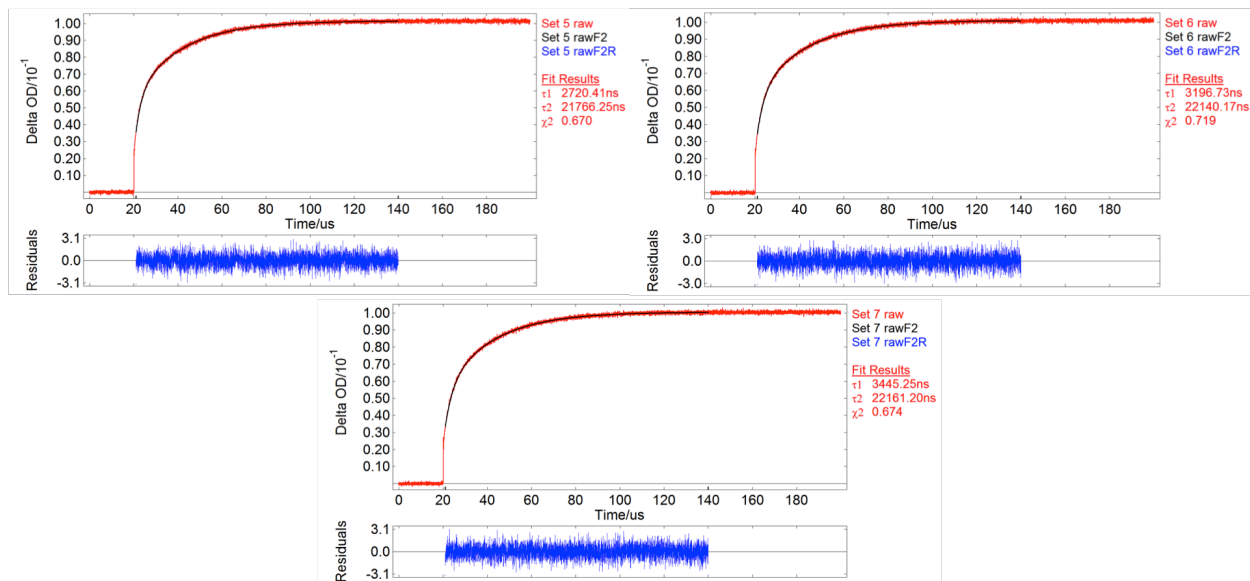 Delta OD/10-1
1.00
0.90
0.80
0.70
0.60
0.50
0.40
0.30
0.20
0.10
0 20 40 60 80 100 120 140 160 180
Time/us
Set 5 raw
Set 5 rawF2
Set 5 rawF2R
Fit Results
τ1 2720.41ns
τ2 21766.25ns
χ2 0.670
Residuals
3.1
0.0
-3.1
Delta OD/10-1
1.00
0.90
0.80
0.70
0.60
0.50
0.40
0.30
0.20
0.10
0 20 40 60 80 100 120 140 160 180
Time/us
Set 6 raw
Set 6 rawF2
Set 6 rawF2R
Fit Results
τ1 3196.73ns
τ2 22140.17ns
χ2 0.719
Residuals
3.0
0.0
-3.0
Delta OD/10-1
1.00
0.90
0.80
0.70
0.60
0.50
0.40
0.30
0.20
0.10
0 20 40 60 80 100 120 140 160 180
Time/us
Set 7 raw
Set 7 rawF2
Set 7 rawF2R
Fit Results
τ1 3445.25ns
τ2 22161.20ns
χ2 0.674
Residuals
3.1
0.0
-3.1